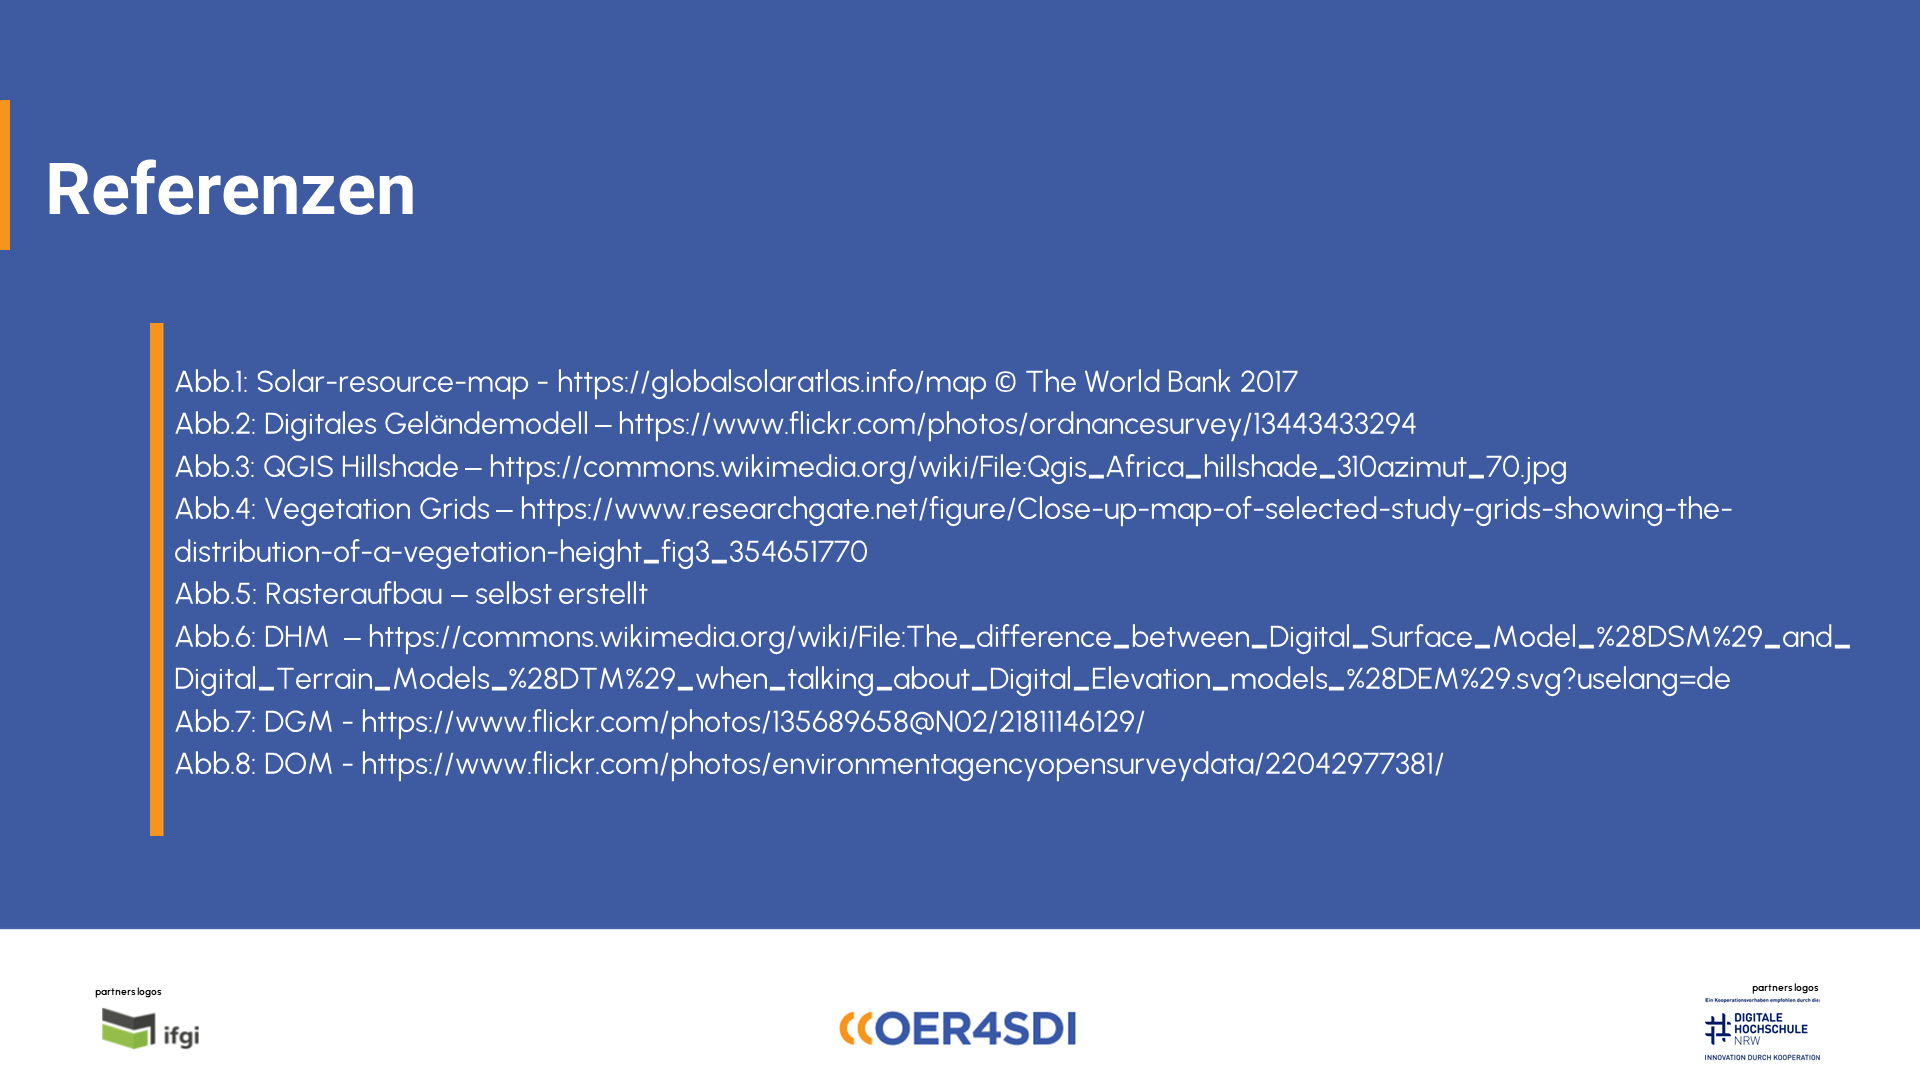 Referenzen
Abb.1: Solar-resource-map - https://globalsolaratlas.info/map © The World Bank 2017
Abb.2: Digitales Geländemodell – https://www.flickr.com/photos/ordnancesurvey/13443433294
Abb.3: QGIS Hillshade – https://commons.wikimedia.org/wiki/File:Qgis_Africa_hillshade_310azimut_70.jpg
Abb.4: Vegetation Grids – https://www.researchgate.net/figure/Close-up-map-of-selected-study-grids-showing-the-
distribution-of-a-vegetation-height_fig3_354651770
Abb.5: Rasteraufbau – selbst erstellt
Abb.6: DHM – https://commons.wikimedia.org/wiki/File:The_difference_between_Digital_Surface_Model_%28DSM%29_and_
Digital_Terrain_Models_%28DTM%29_when_talking_about_Digital_Elevation_models_%28DEM%29.svg?uselang=de
Abb.7: DGM - https://www.flickr.com/photos/135689658@N02/21811146129/
Abb.8: DOM - https://www.flickr.com/photos/environmentagencyopensurveydata/22042977381/
partners logos
ifgi
OER4SDI
partners logos
Ein Kooperationsvorhaben empfohlen durch die:
DIGITALE
HOCHSCHULE
NRW
INNOVATION DURCH KOOPERATION